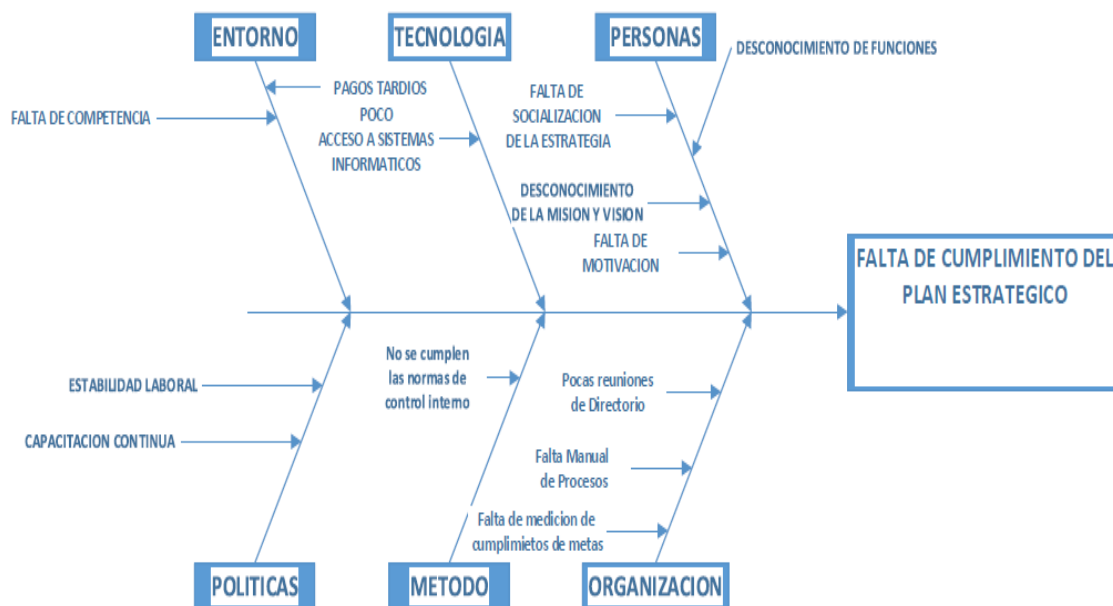 ENTORNO
TECNOLOGIA
PERSONAS
DESCONOCIMIENTO DE FUNCIONES
PAGOS TARDIOS
FALTA DE COMPETENCIA
POCO
ACCESO A SISTEMAS
INFORMATICOS
FALTA DE
SOCIALIZACION
DE LA ESTRATEGIA
DESCONOCIMIENTO
DE LA MISION Y VISION
FALTA DE
MOTIVACION
FALTA DE CUMPLIMIENTO DEL
PLAN ESTRATEGICO
ESTABILIDAD LABORAL
CAPACITACION CONTINUA
No se cumplen
las normas de
control interno
Pocas reuniones
de Directorio
Falta Manual
de Procesos
Falta de medicion de
cumplimietos de metas
POLITICAS
METODO
ORGANIZACION